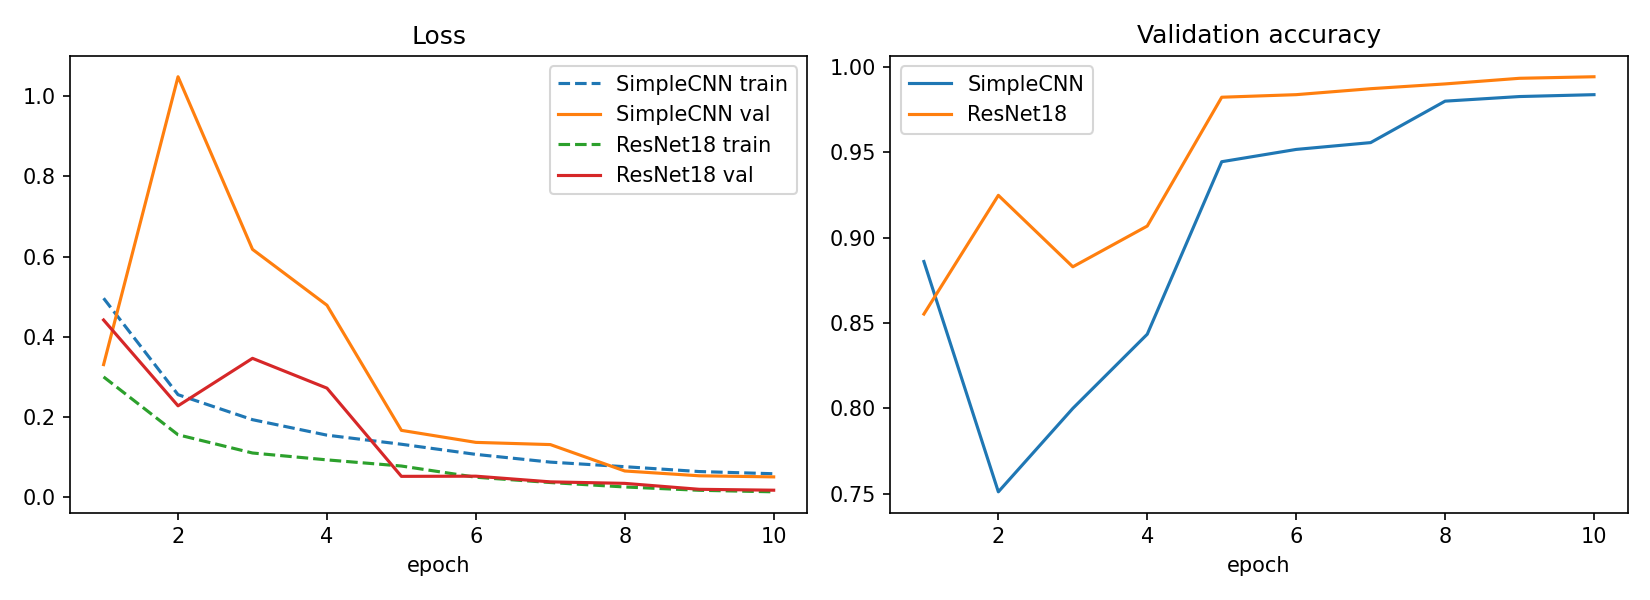 Loss
SimpleCNN train
SimpleCNN val
ResNet18 train
ResNet18 val
1.0
0.8
0.6
0.4
0.2
0.0
2 4 6 8 10
epoch
Validation accuracy
SimpleCNN
ResNet18
1.00
0.95
0.90
0.85
0.80
0.75
2 4 6 8 10
epoch